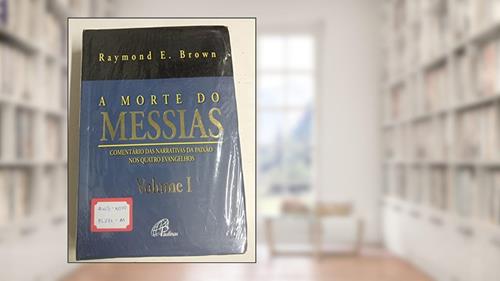 Raymond E. Brown
A MORTE DO
MESSIAS
COMENTÁRIO DAS NARRATIVAS DA PAIXÃO
NOS QUATRO EVANGELHOS
Volume I
Paulinas